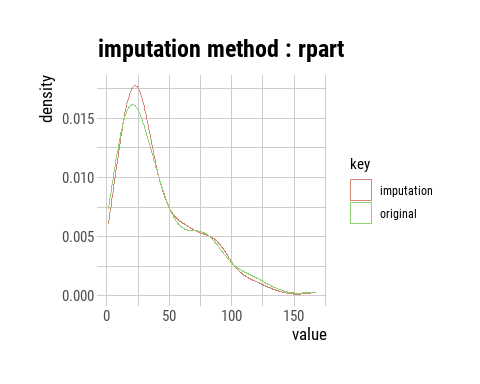 imputation method : rpart
density
0.015
0.010
0.005
0.000
0 50 100 150
value
key
imputation
original